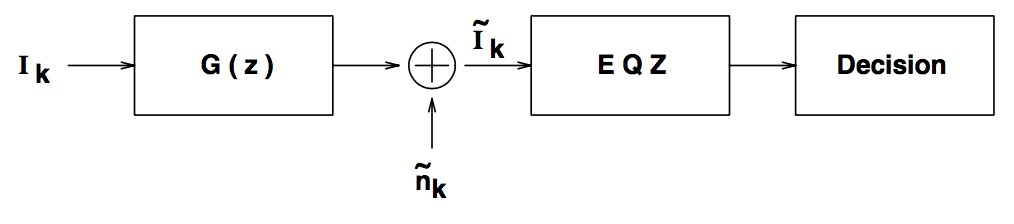 I k
G ( z )
Ĩ k
E Q Z
Decision
ñ k